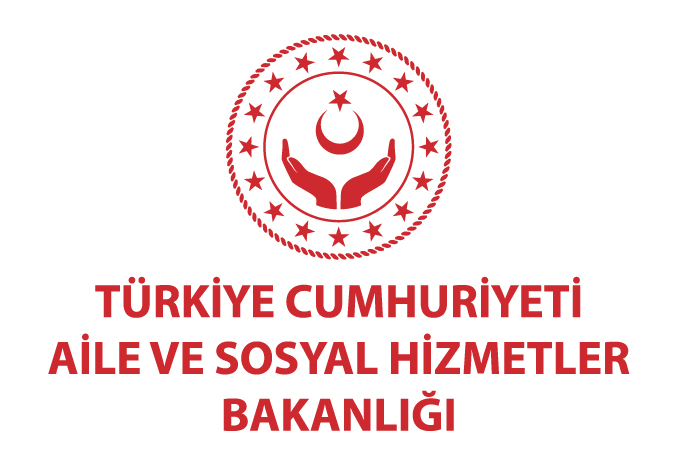 TÜRKİYE CUMHURİYETİ
AİLE VE SOSYAL HİZMETLER
BAKANLIĞI